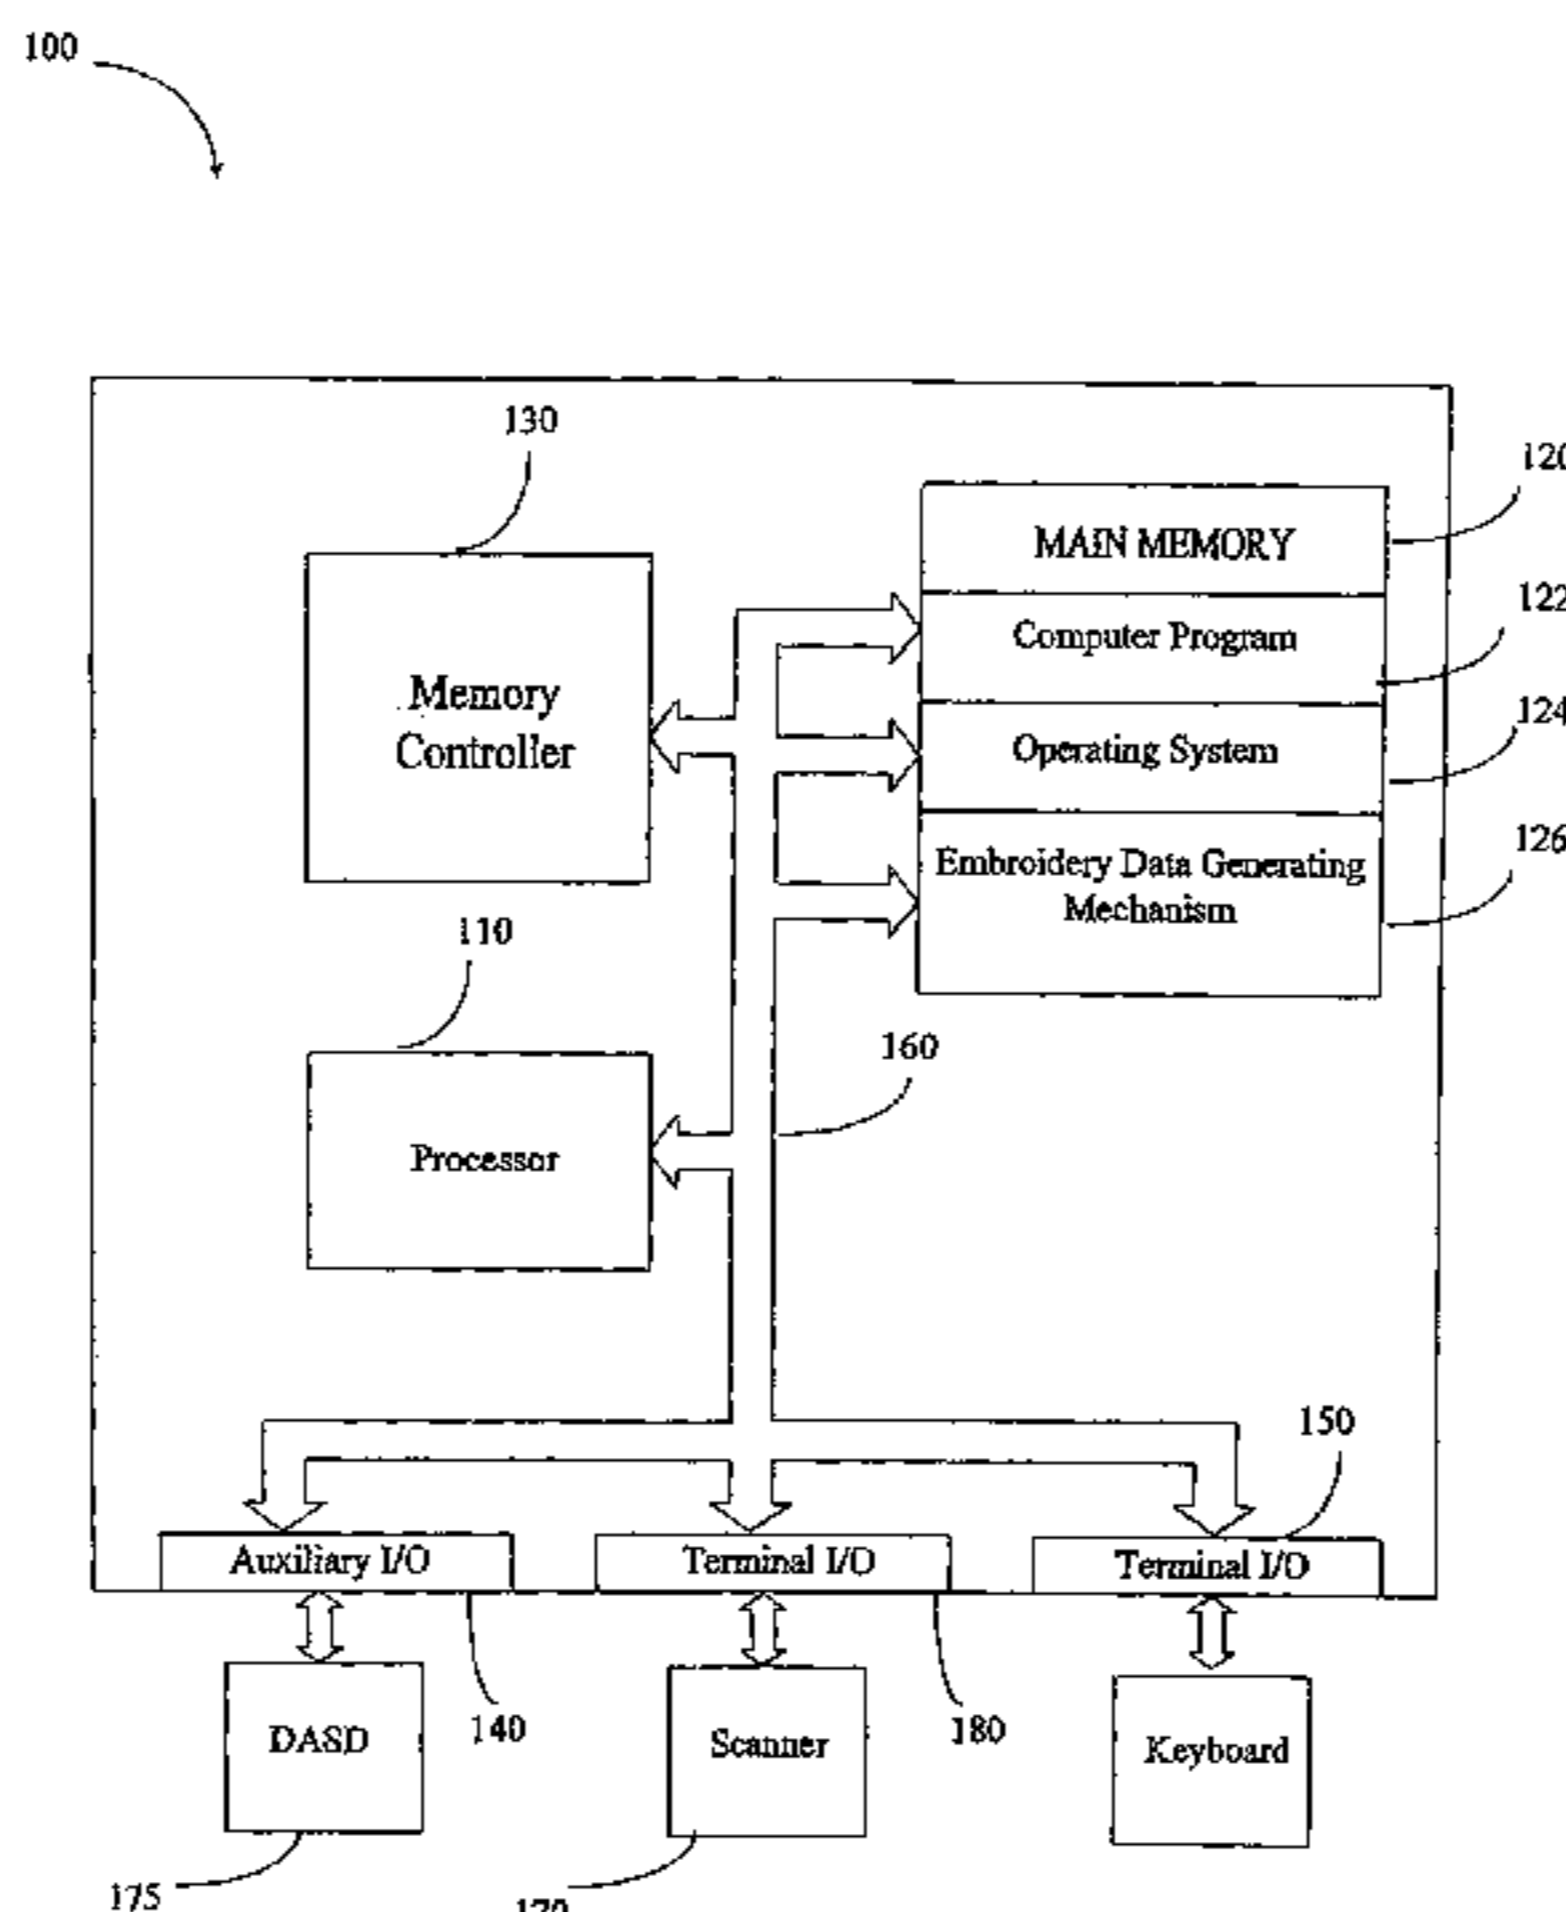 100
130
120
MAIN MEMORY
122
Computer Program
Memory
Controller
124
Operating System
126
Embroidery Data Generating
Mechanism
110
160
Processor
150
Auxiliary I/O
Terminal I/O
Terminal I/O
140
180
DASD
Scanner
Keyboard
175
170